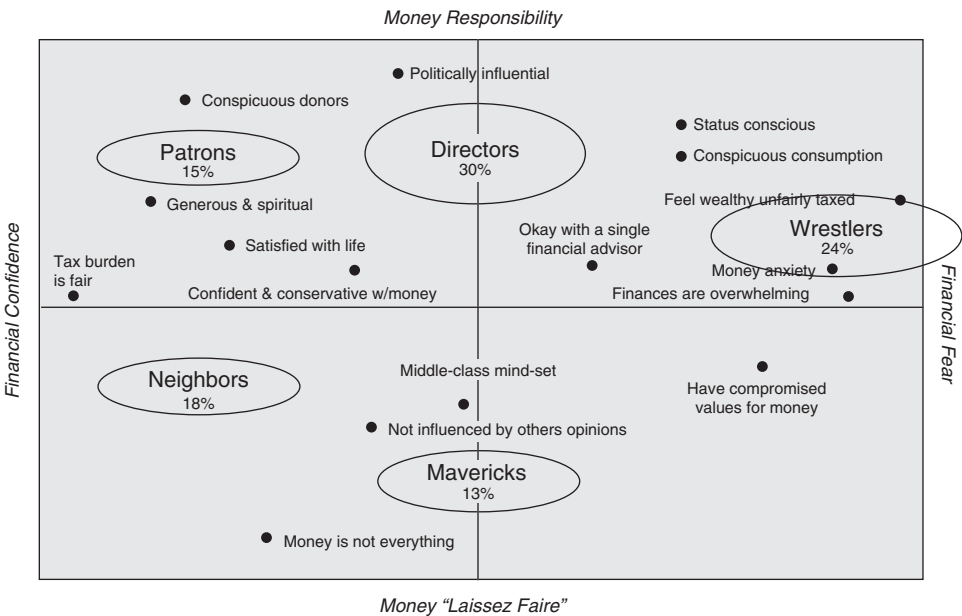 Money Responsibility
Politically influential
Conspicuous donors
Status conscious
Patrons
15%
Directors
30%
Conspicuous consumption
Generous & spiritual
Feel wealthy unfairly taxed
Wrestlers
24%
Okay with a single
financial advisor
Satisfied with life
Tax burden
is fair
Money anxiety
Confident & conservative w/money
Finances are overwhelming
Financial Confidence
Financial Fear
Neighbors
18%
Middle-class mind-set
Have compromised
values for money
Not influenced by others opinions
Mavericks
13%
Money is not everything
Money “Laissez Faire”